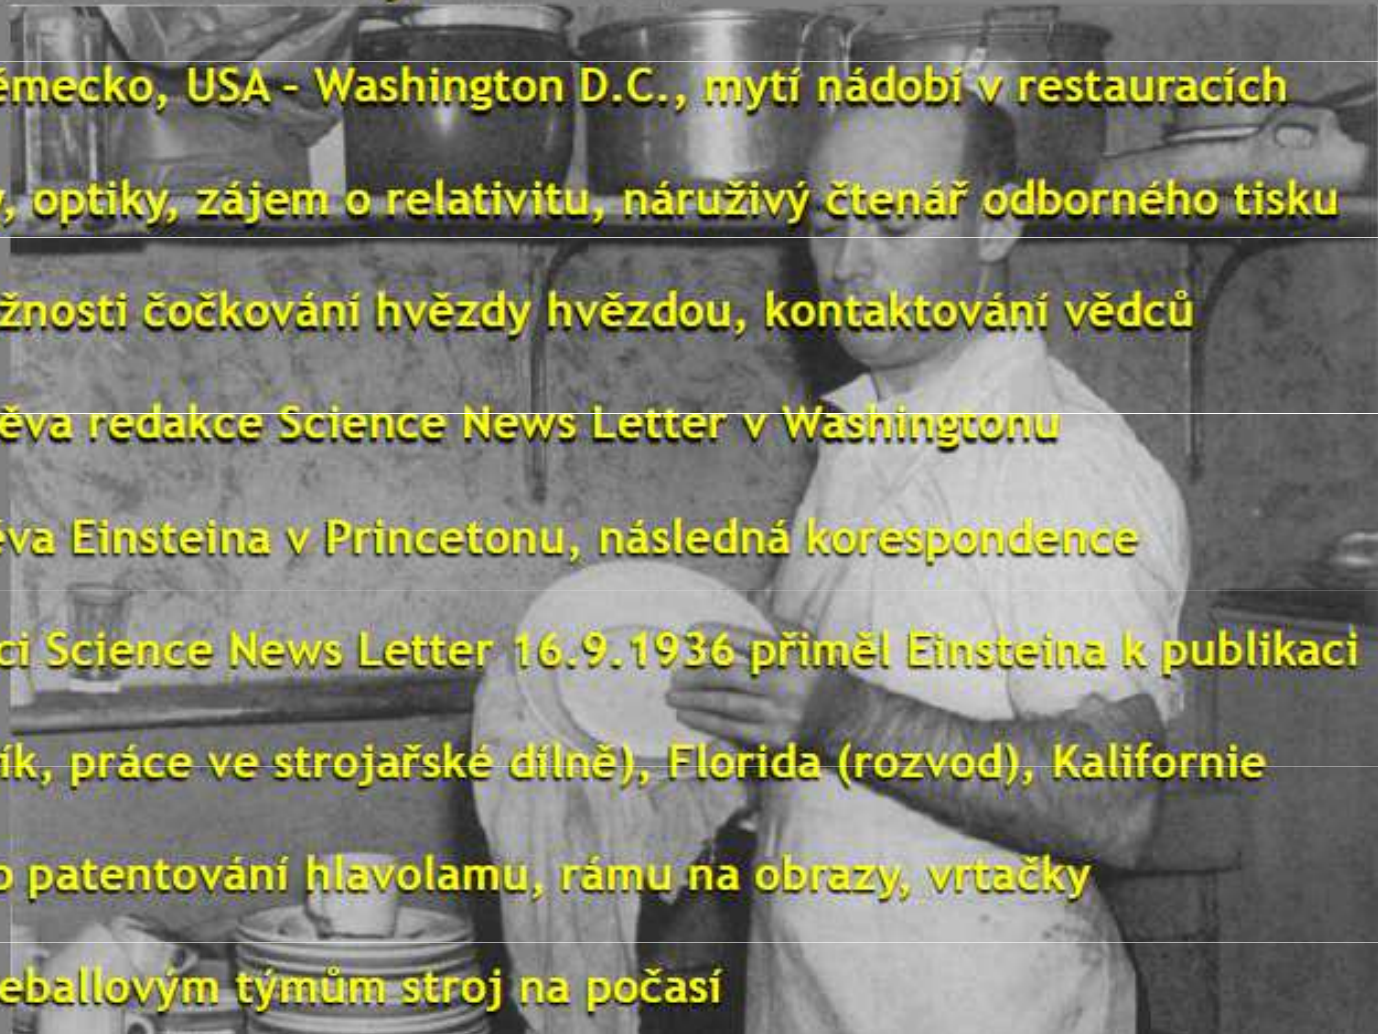 ěmecko, USA – Washington D.C., mytí nádobí v restauracích
, optiky, zájem o relativitu, náruživý čtenář odborného tisku
žnosti čočkování hvězdy hvězdou, kontaktování vědců
ěva redakce Science News Letter v Washingtonu
ěva Einsteina v Princetonu, následná korespondence
ci Science News Letter 16.9.1936 přiměl Einsteina k publikaci
ík, práce ve strojařské dílně), Florida (rozvod), Kalifornie
o patentování hlavolamu, rámu na obrazy, vrtačky
eballovým týmům stroj na počasí